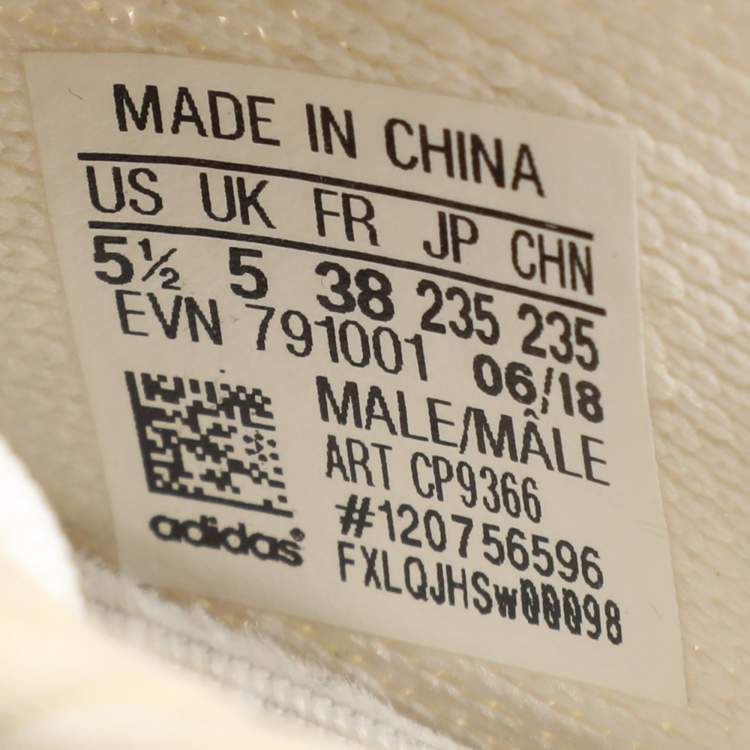 MADE IN CHINA
US UK FR JP CHN
5½ 5 38 235 235
EVN 791001 06/18
MALE/MÂLE
ART CP9366
#120756596
FXLQJHSw00098
adidas®